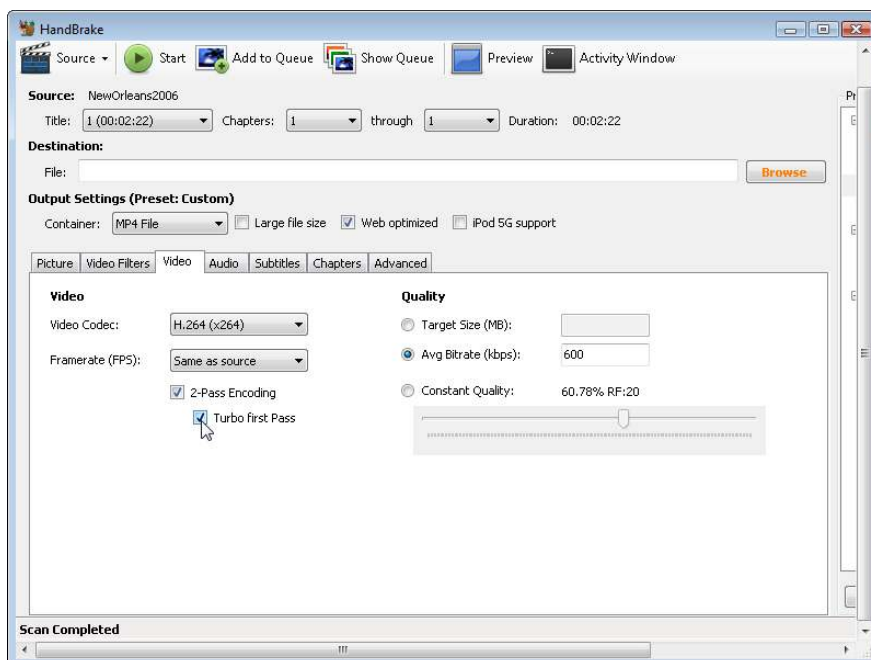 HandBrake
Source Start Add to Queue Show Queue Preview Activity Window
Source: NewOrleans2006
Title: 1 (00:02:22) Chapters: 1 through 1 Duration: 00:02:22
Destination:
File: Browse
Output Settings (Preset: Custom)
Container: MP4 File Large file size Web optimized iPod 5G support
Picture Video Filters Video Audio Subtitles Chapters Advanced
Video Quality
Video Codec: H.264 (x264) Target Size (MB):
Framerate (FPS): Same as source Avg Bitrate (kbps): 600
2-Pass Encoding Constant Quality: 60.78% RF:20
Turbo first Pass
Scan Completed